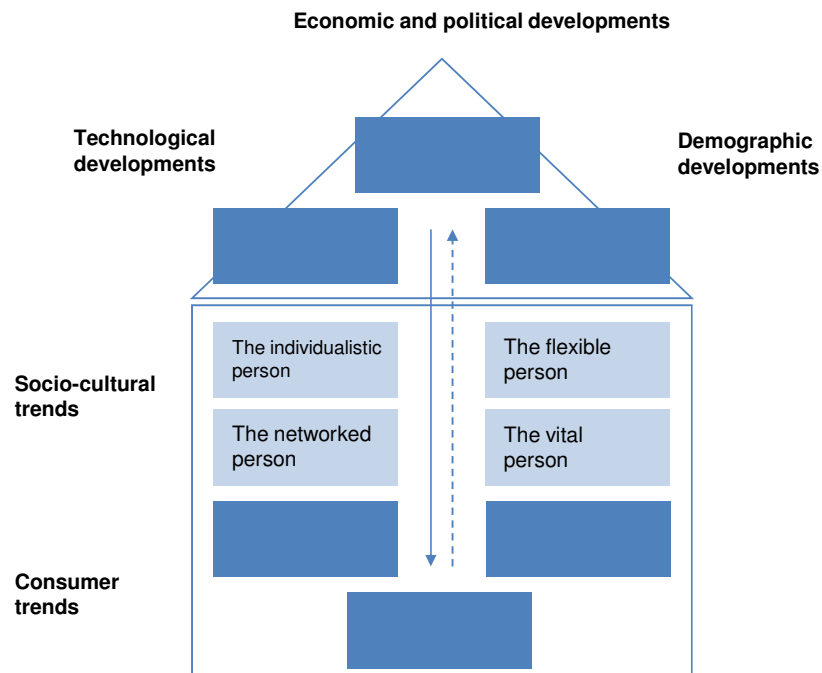 Economic and political developments
Technological
developments
Demographic
developments
The individualistic
person
The flexible
person
Socio-cultural
trends
The networked
person
The vital
person
Consumer
trends